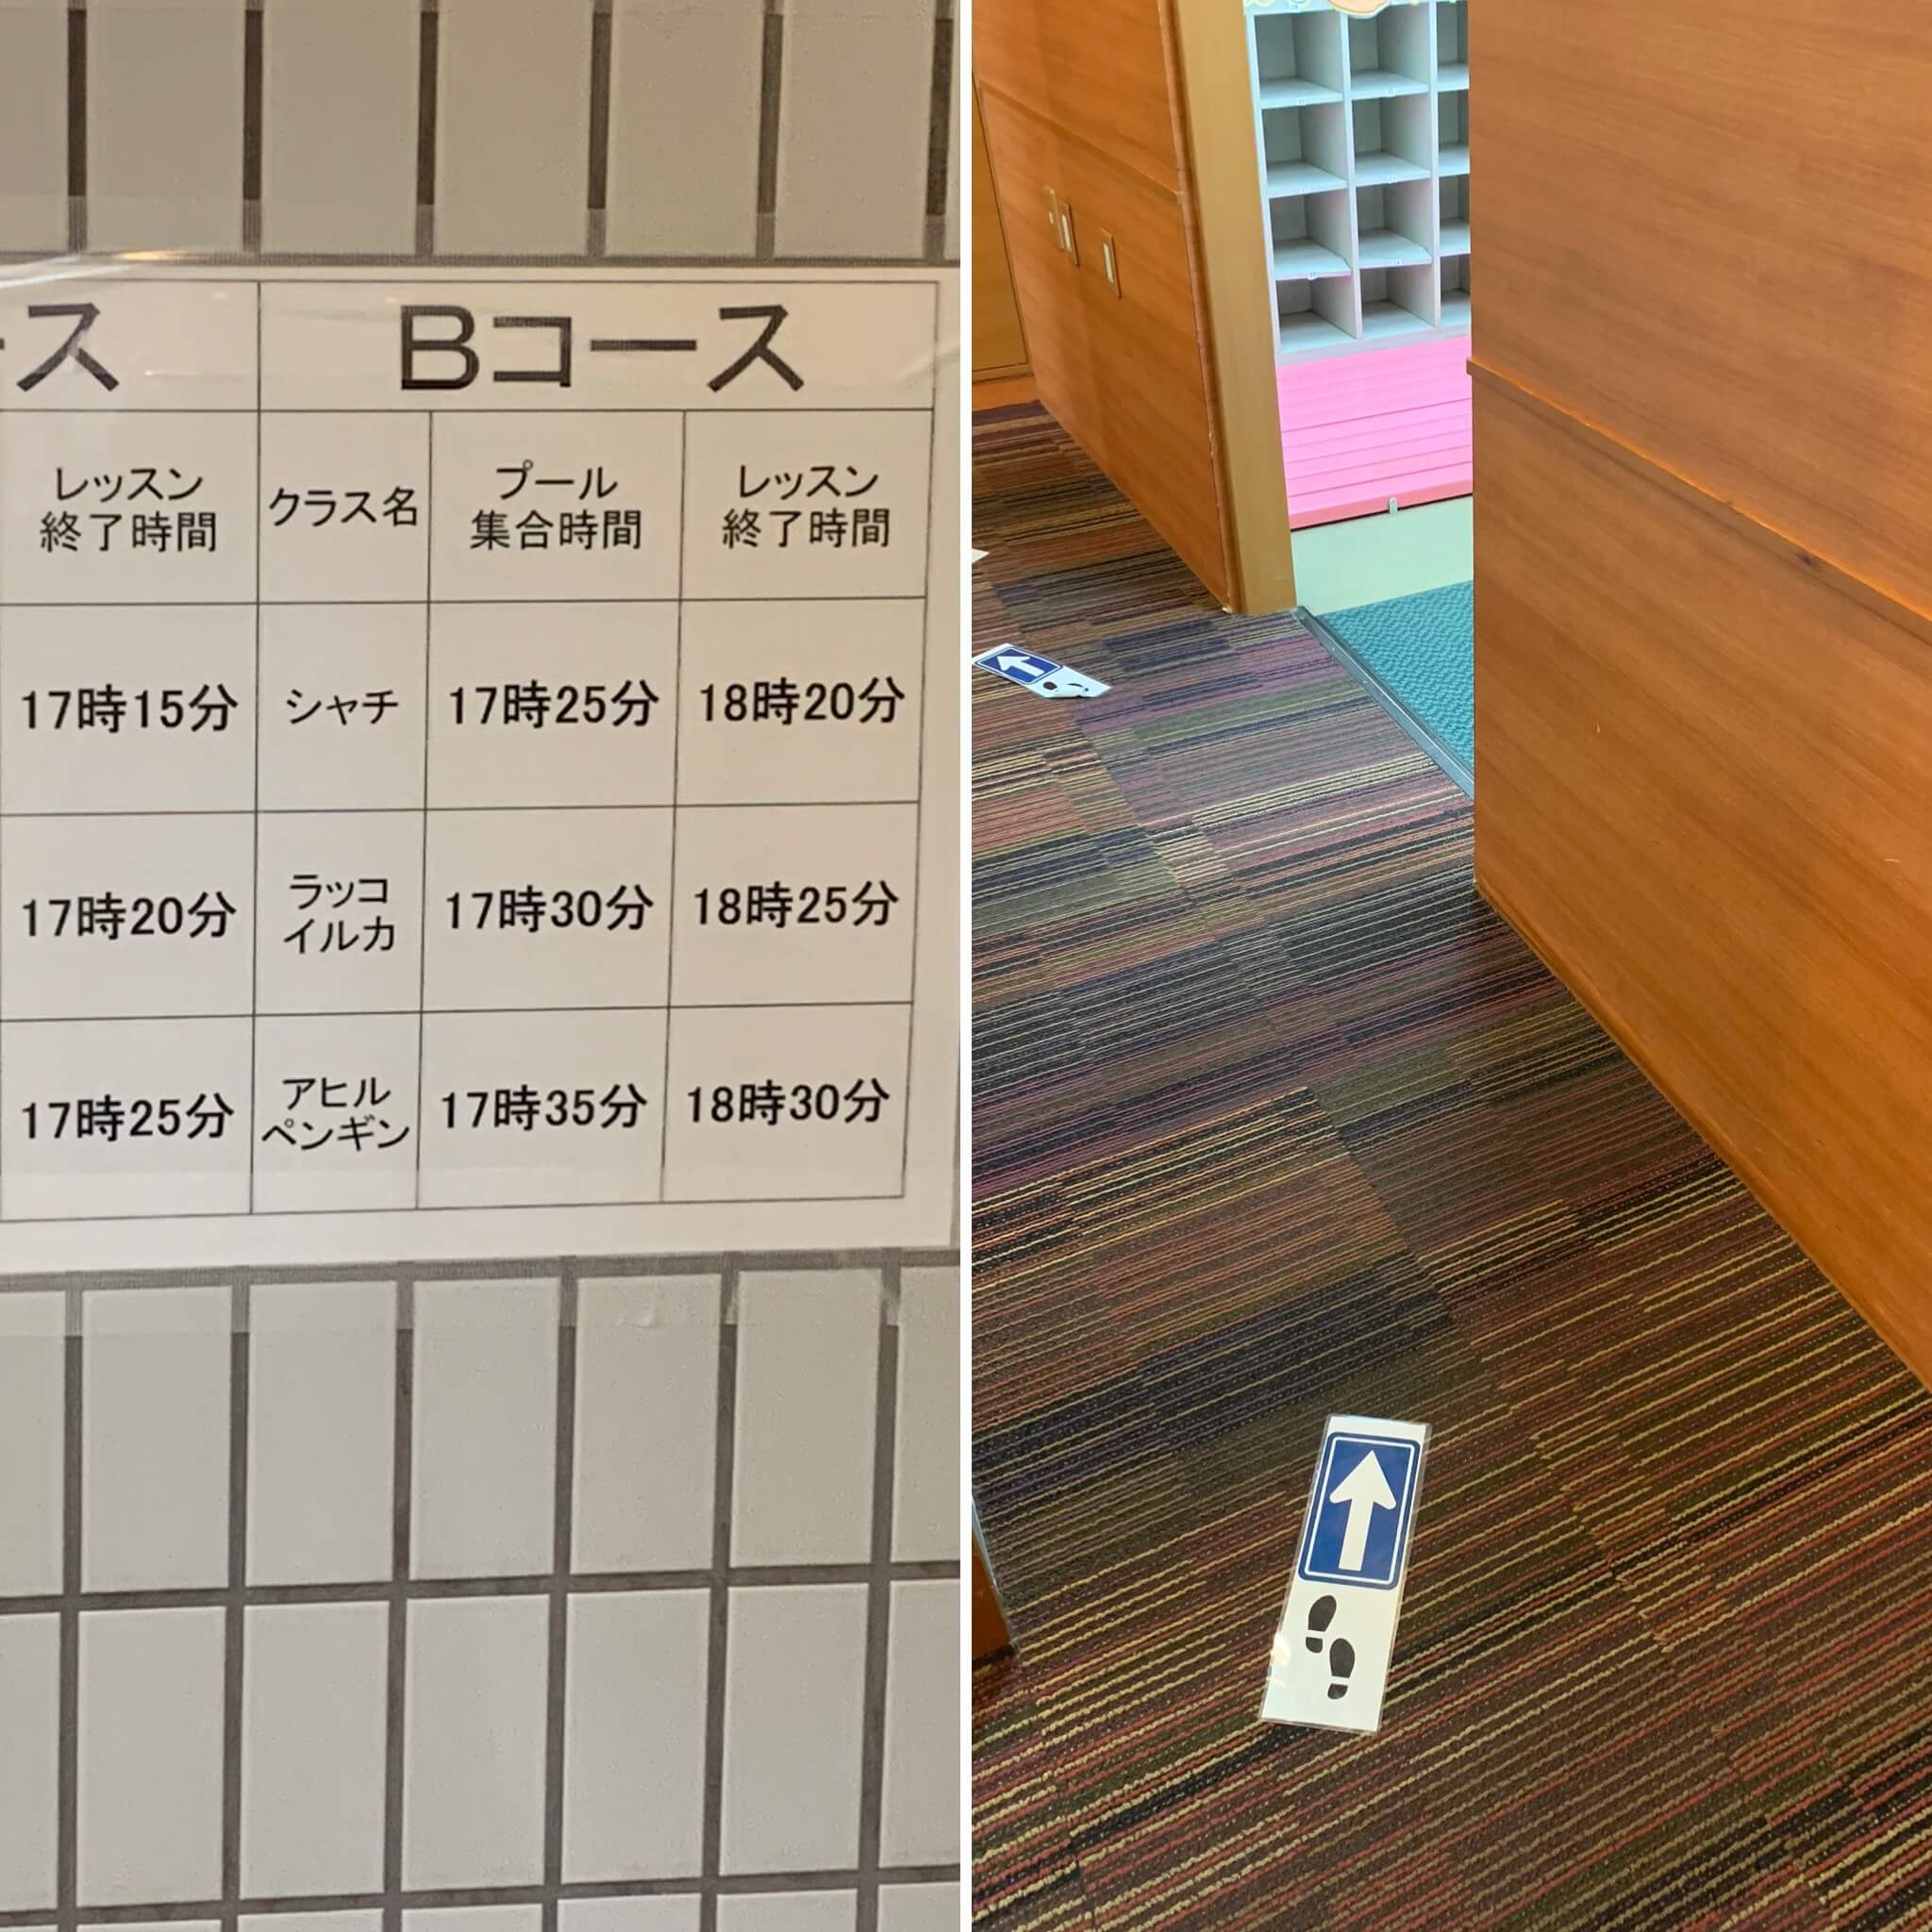 ース
Bコース
レッスン
終了時間
クラス名
プール
集合時間
レッスン
終了時間
17時15分
シャチ
17時25分
18時20分
17時20分
ラッコ
イルカ
17時30分
18時25分
17時25分
アヒル
ペンギン
17時35分
18時30分